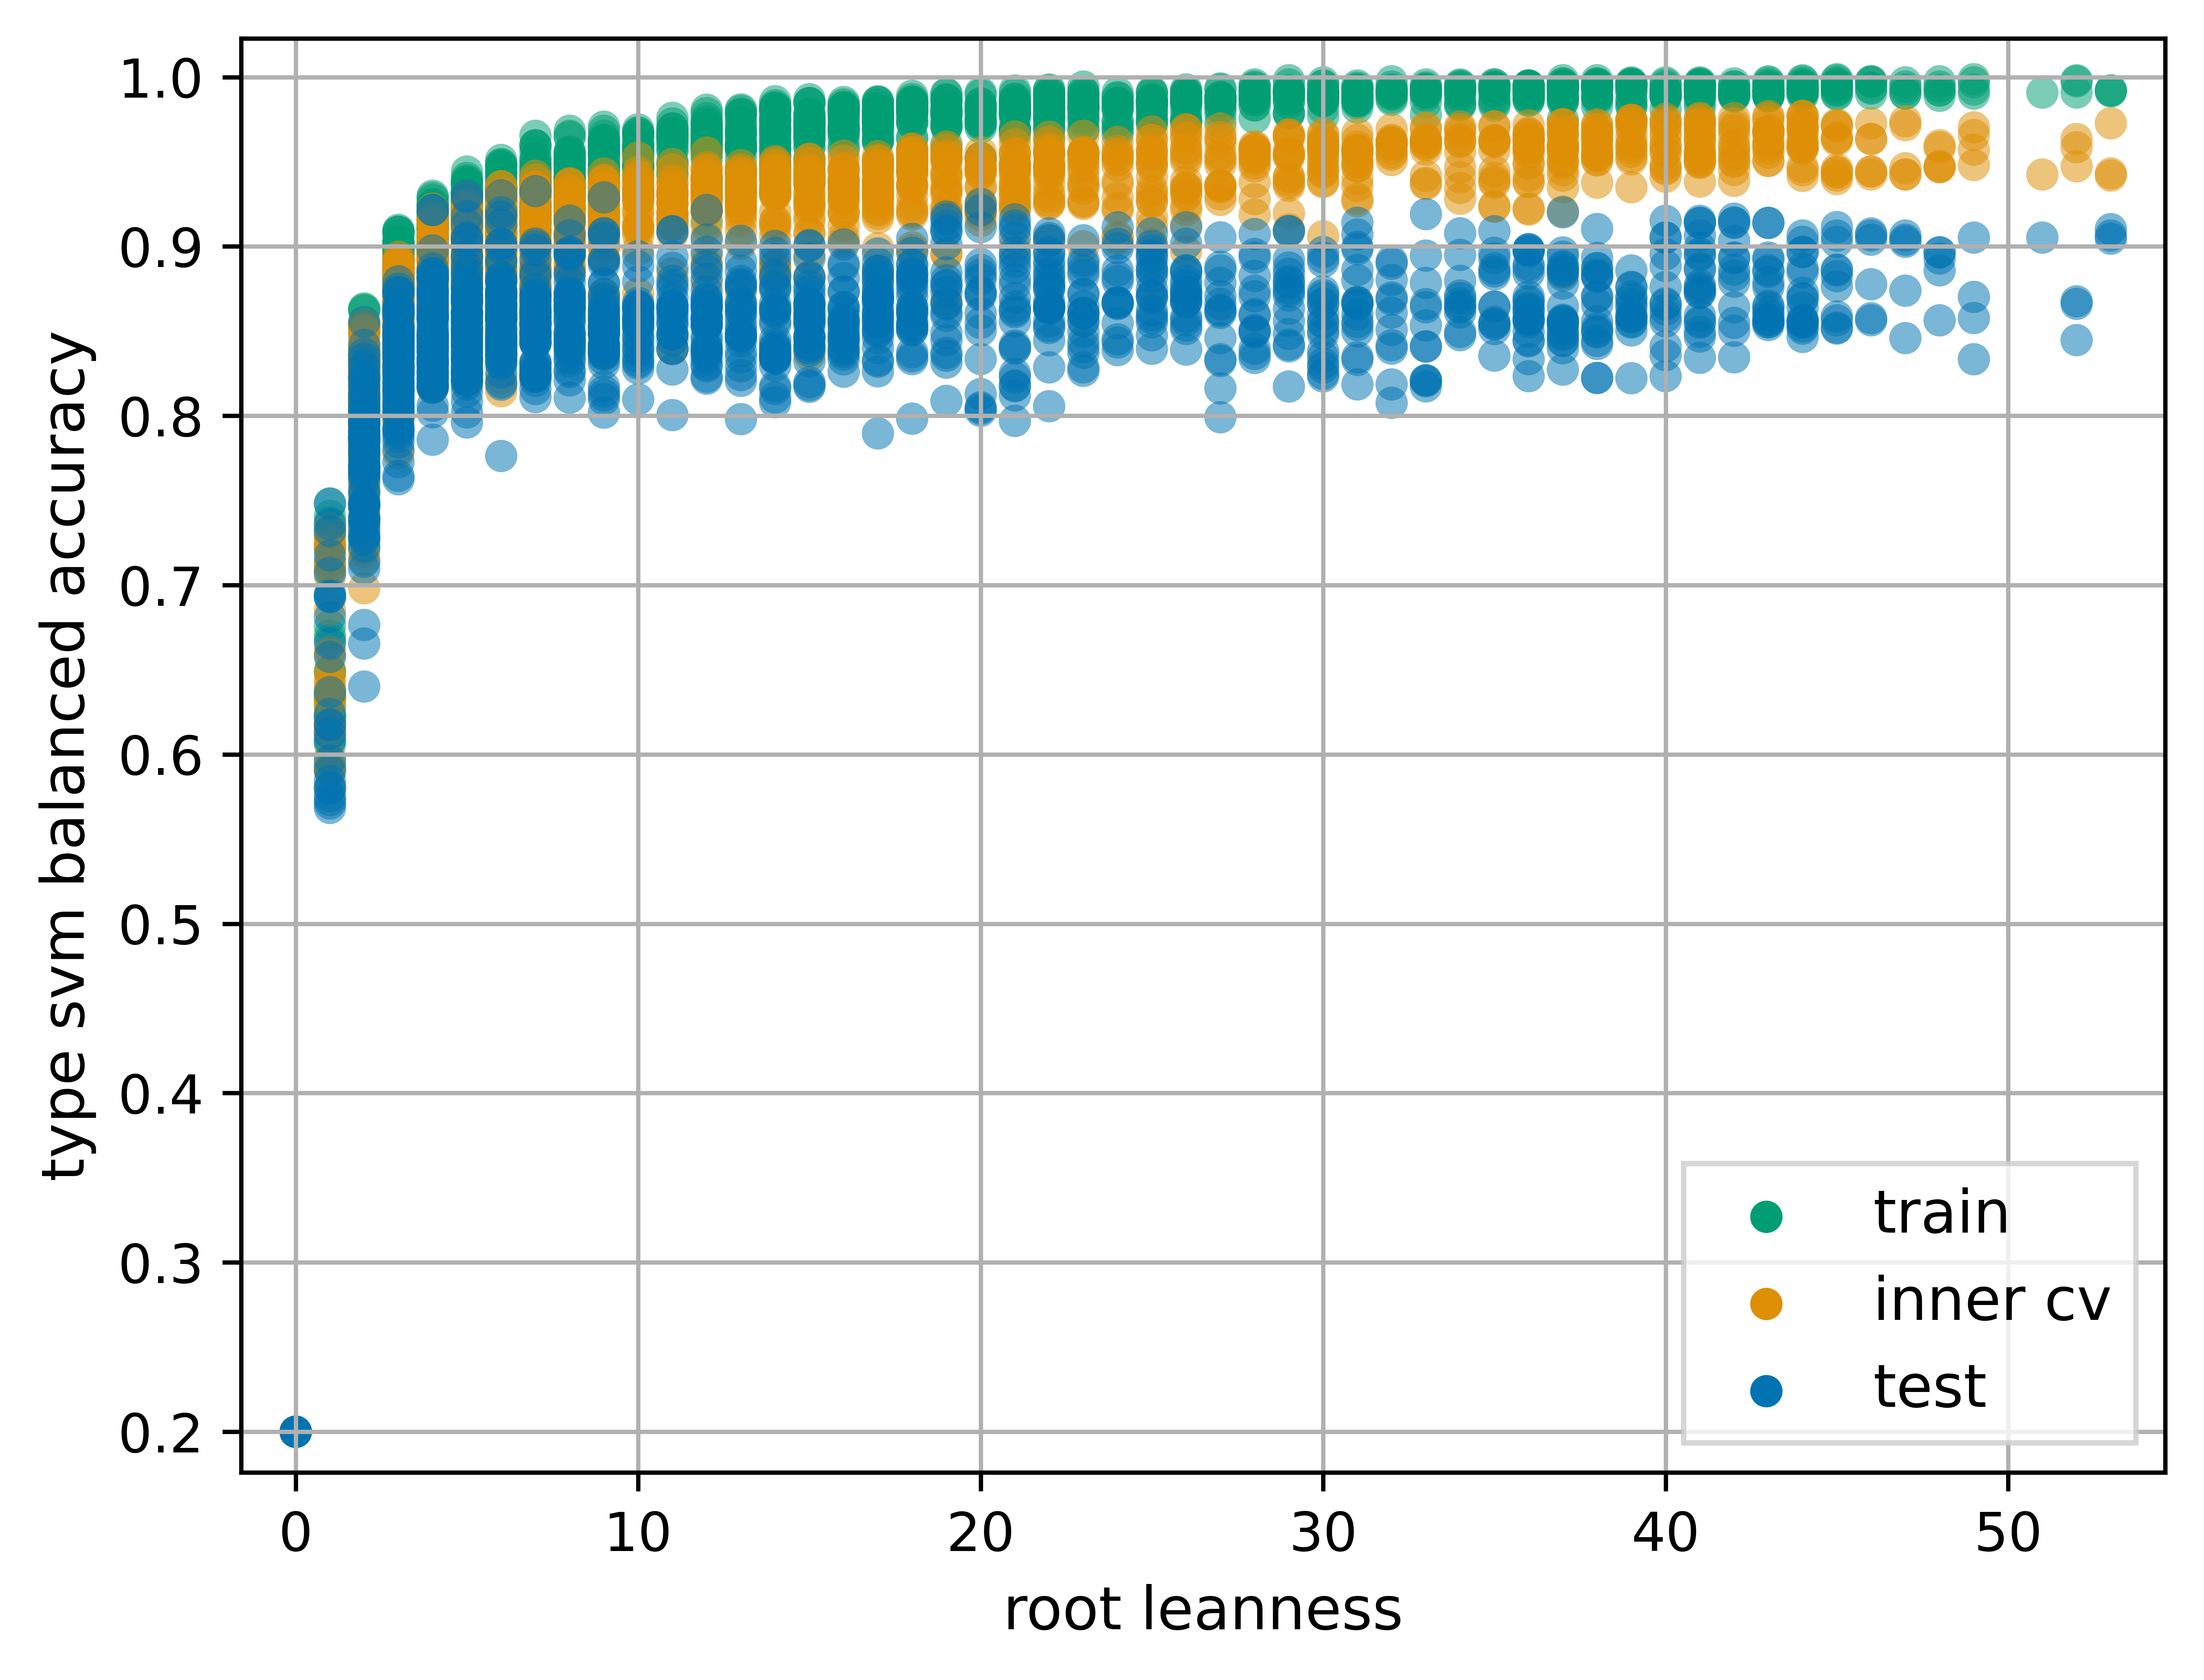 1.0
0.9
0.8
0.7
0.6
0.5
0.4
0.3
0.2
type svm balanced accuracy
train
inner cv
test
0 10 20 30 40 50
root leanness